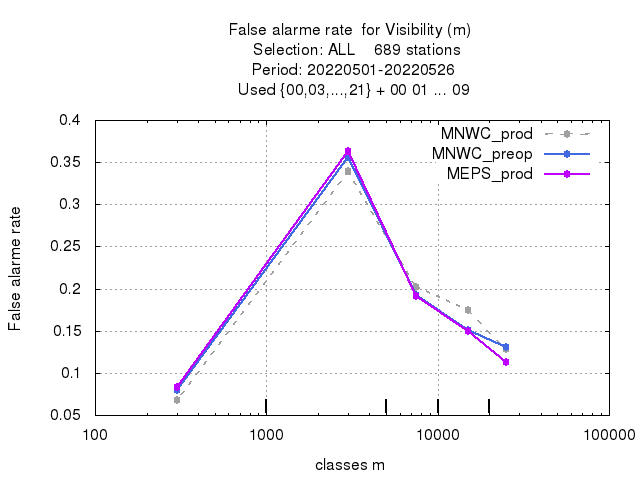 False alarme rate  for Visibility (m)
Selection: ALL    689 stations
Period: 20220501-20220526
Used {00,03,...,21} + 00 01 ... 09
0.4
0.35
0.3
0.25
0.2
0.15
0.1
0.05
False alarme rate
MNWC_prod
MNWC_preop
MEPS_prod
100
1000
10000
100000
classes m